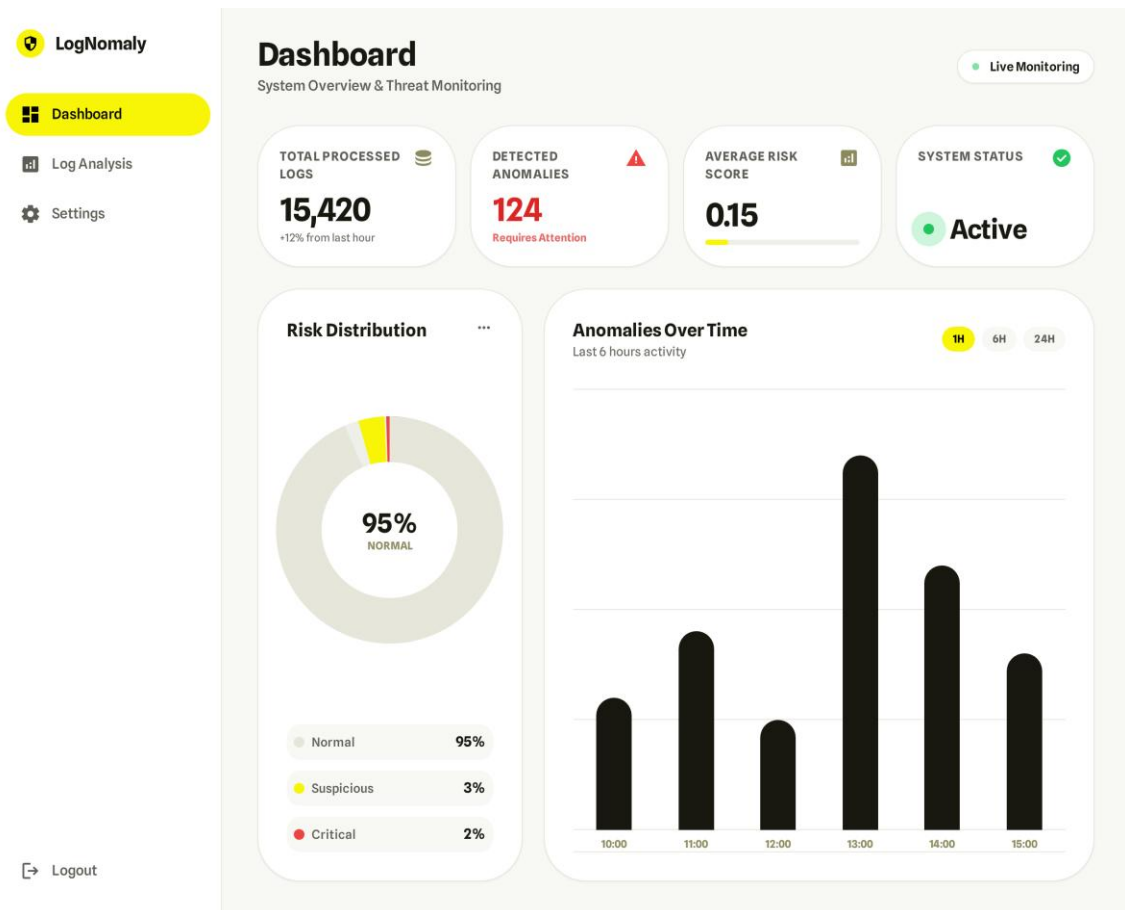 LogNomaly
Dashboard
Log Analysis
Settings
Logout
Dashboard
System Overview & Threat Monitoring
Live Monitoring
TOTAL PROCESSED
LOGS
15,420
+12% from last hour
DETECTED
ANOMALIES
124
Requires Attention
AVERAGE RISK
SCORE
0.15
SYSTEM STATUS
Active
Risk Distribution
95%
NORMAL
Normal 95%
Suspicious 3%
Critical 2%
Anomalies Over Time
Last 6 hours activity
1H 6H 24H
10:00 11:00 12:00 13:00 14:00 15:00